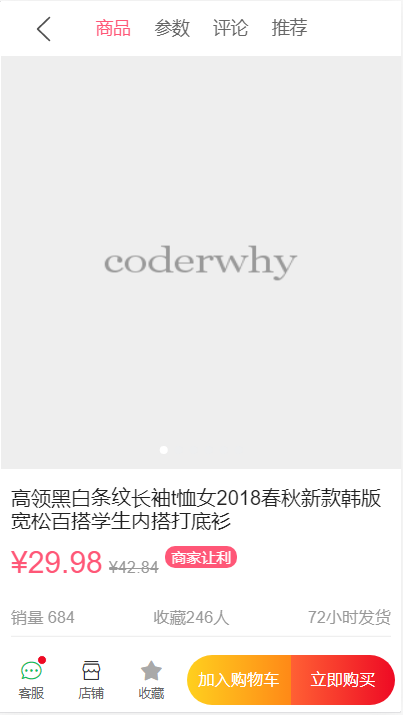 商品 参数 评论 推荐
coderwhy
高领黑白条纹长袖t恤女2018春秋新款韩版
宽松百搭学生内搭打底衫
¥29.98 ¥42.84 商家让利
销量 684 收藏246人 72小时发货
客服 店铺 收藏 加入购物车 立即购买